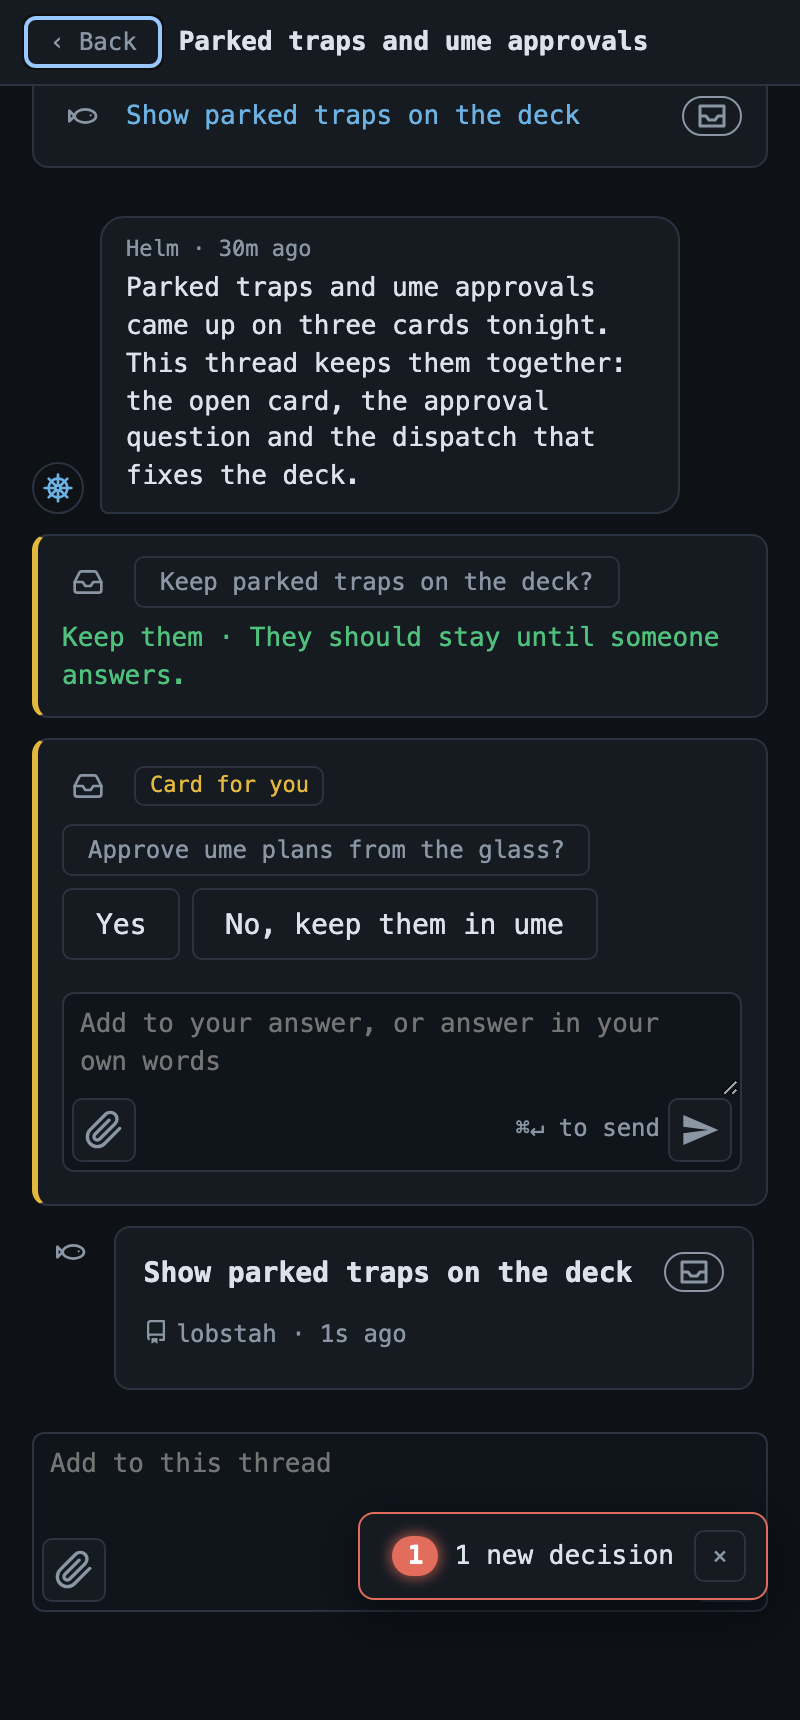 ‹ Back
Parked traps and ume approvals
Show parked traps on the deck
Helm · 30m ago
Parked traps and ume approvals
came up on three cards tonight.
This thread keeps them together:
the open card, the approval
question and the dispatch that
fixes the deck.
Keep parked traps on the deck?
Keep them · They should stay until someone
answers.
Card for you
Approve ume plans from the glass?
Yes
No, keep them in ume
Add to your answer, or answer in your
own words
⌘↵ to send
Show parked traps on the deck
lobstah · 1s ago
Add to this thread
1
1 new decision
×